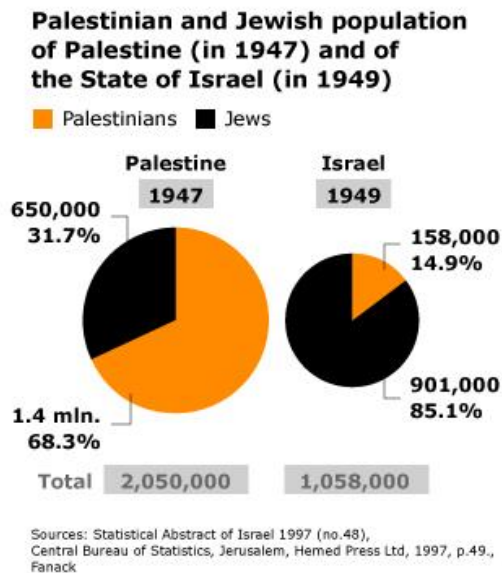 Palestinian and Jewish population
of Palestine (in 1947) and of
the State of Israel (in 1949)
Palestinians Jews
Palestine
1947
650,000
31.7%
1.4 mln.
68.3%
Israel
1949
158,000
14.9%
901,000
85.1%
Total 2,050,000 1,058,000
Sources: Statistical Abstract of Israel 1997 (no.48),
Central Bureau of Statistics, Jerusalem, Hemed Press Ltd, 1997, p.49.,
Fanack